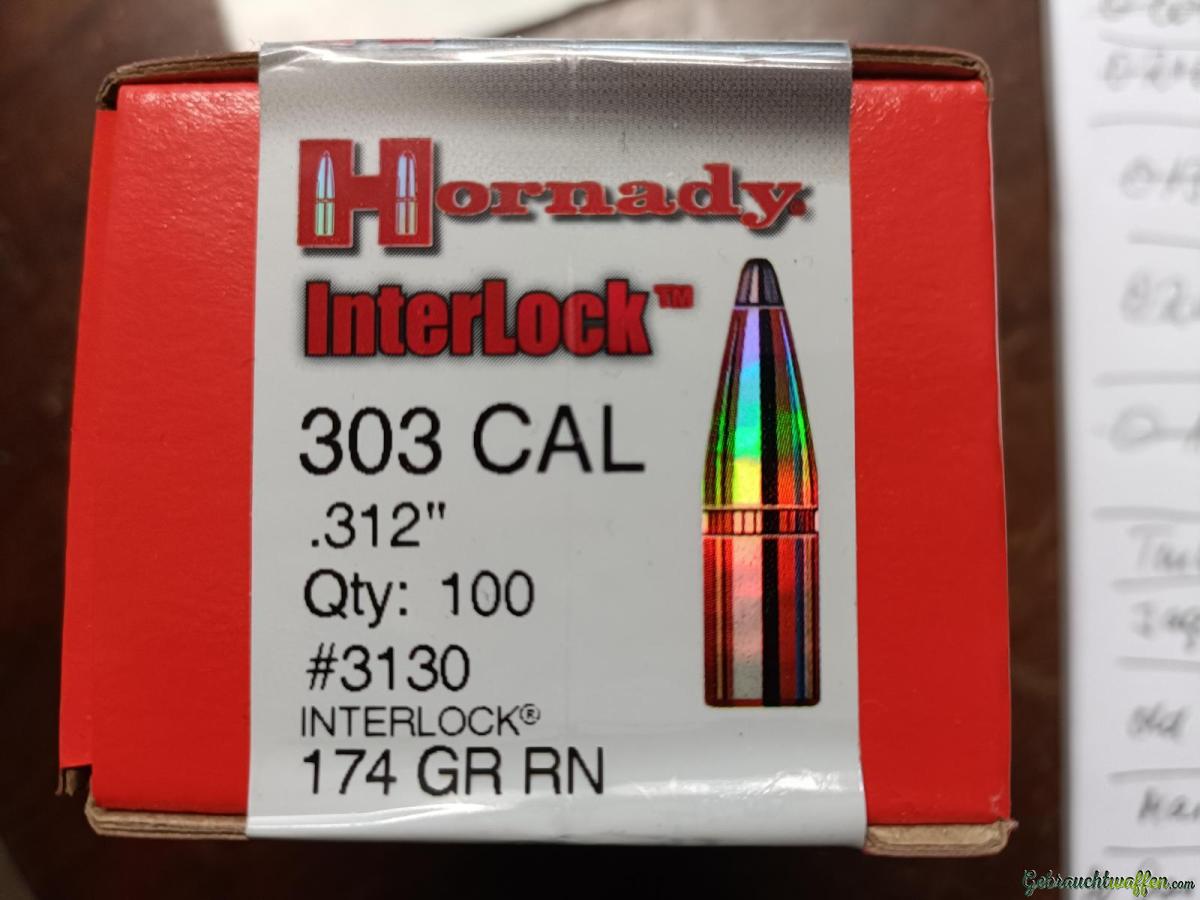 Hornady®
InterLock™
303 CAL
.312"
Qty: 100
#3130
INTERLOCK®
174 GR RN
Gebrauchtwaffen.com